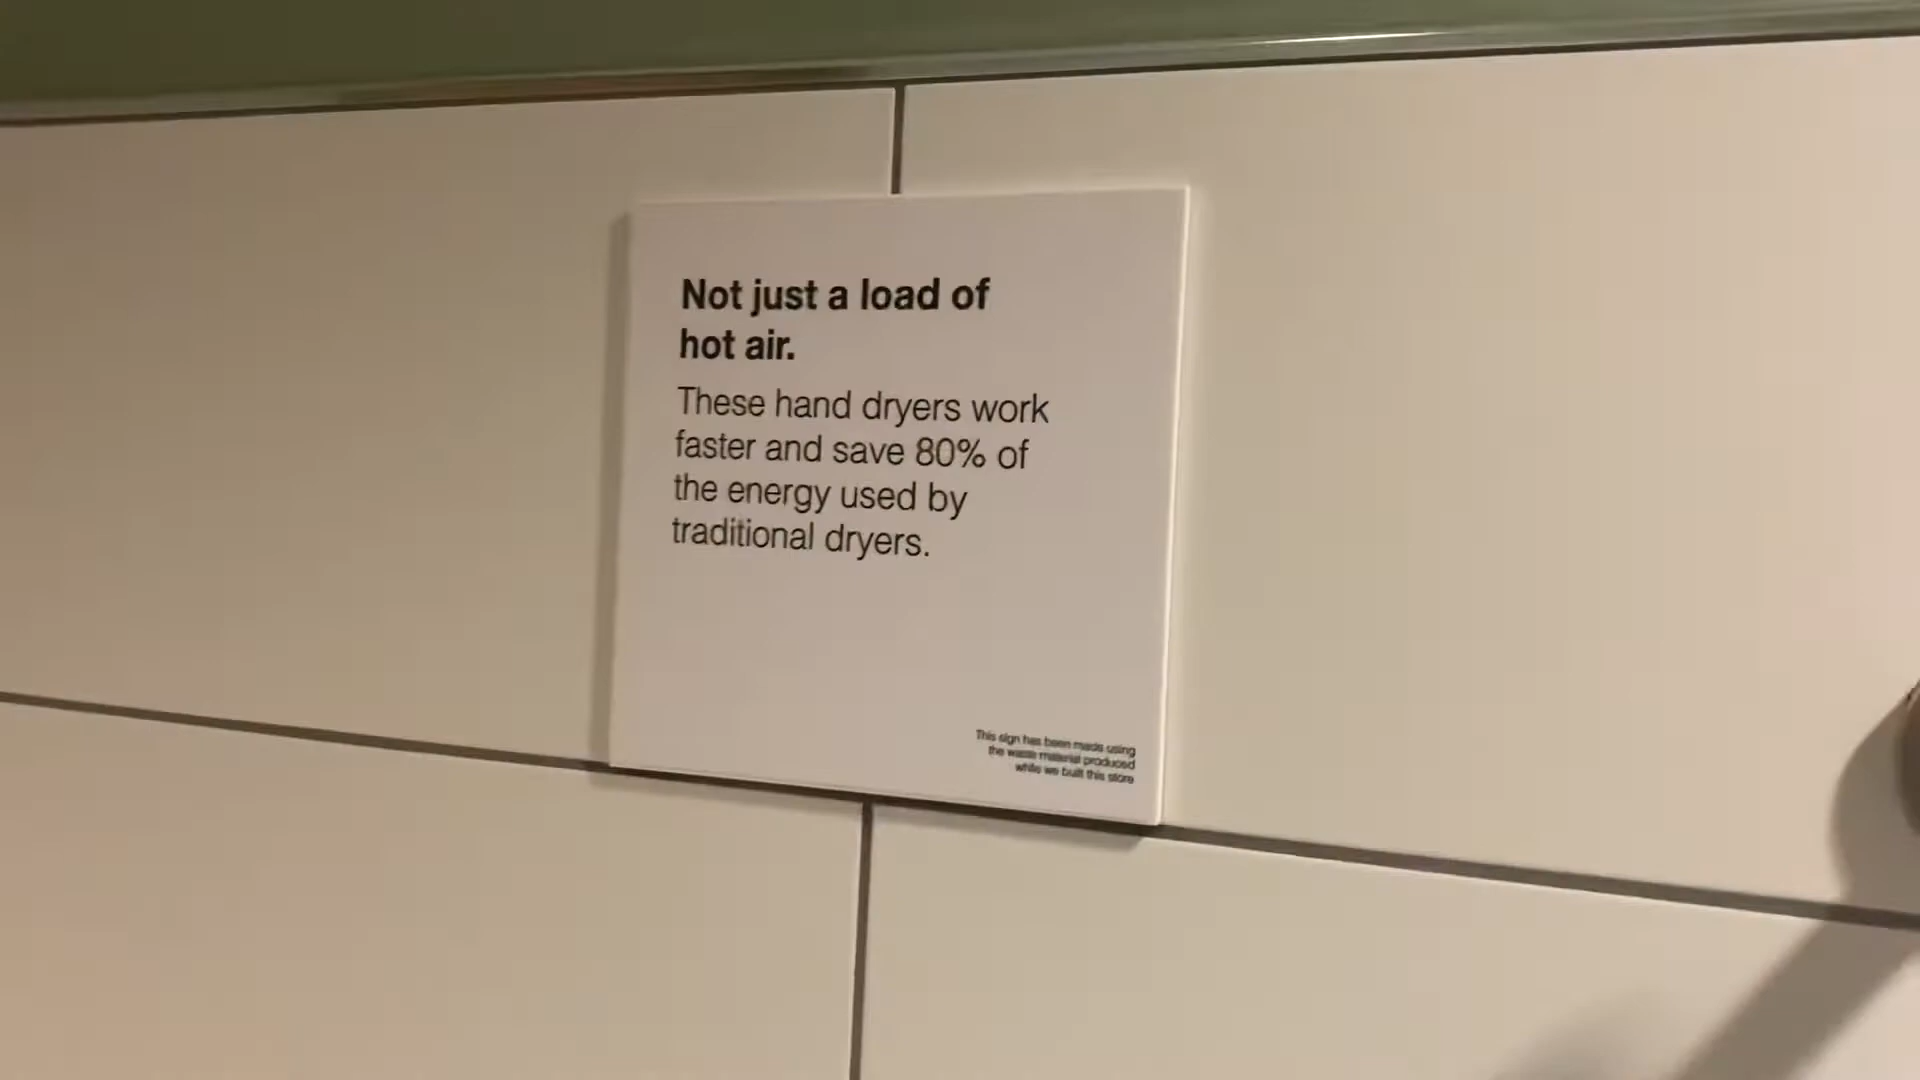 Not just a load of
hot air.
These hand dryers work
faster and save 80% of
the energy used by
traditional dryers.
This sign has been made using
the waste material produced
while we built this store